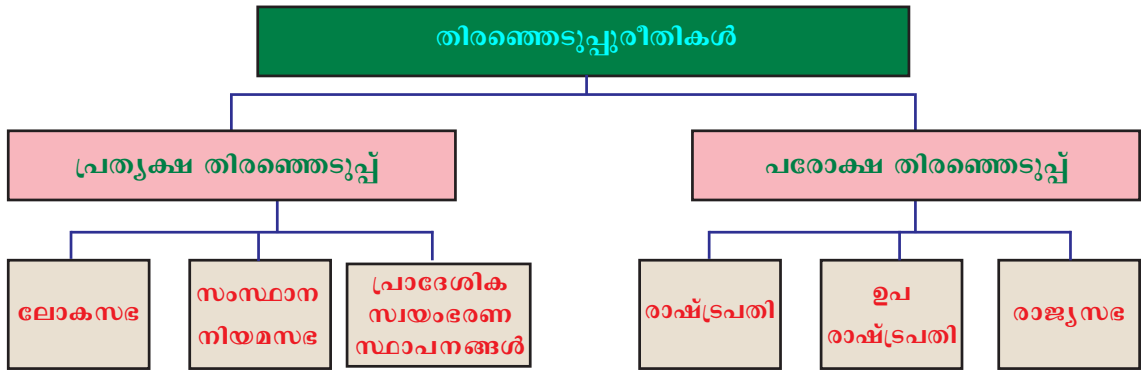 തിരഞ്ഞെടുപ്പുരീതികൾ
പ്രത്യക്ഷ തിരഞ്ഞെടുപ്പ്
പരോക്ഷ തിരഞ്ഞെടുപ്പ്
ലോകസഭ
സംസ്ഥാന
നിയമസഭ
പ്രാദേശിക
സ്വയംഭരണ
സ്ഥാപനങ്ങൾ
രാഷ്ട്രപതി
ഉപ
രാഷ്ട്രപതി
രാജ്യസഭ